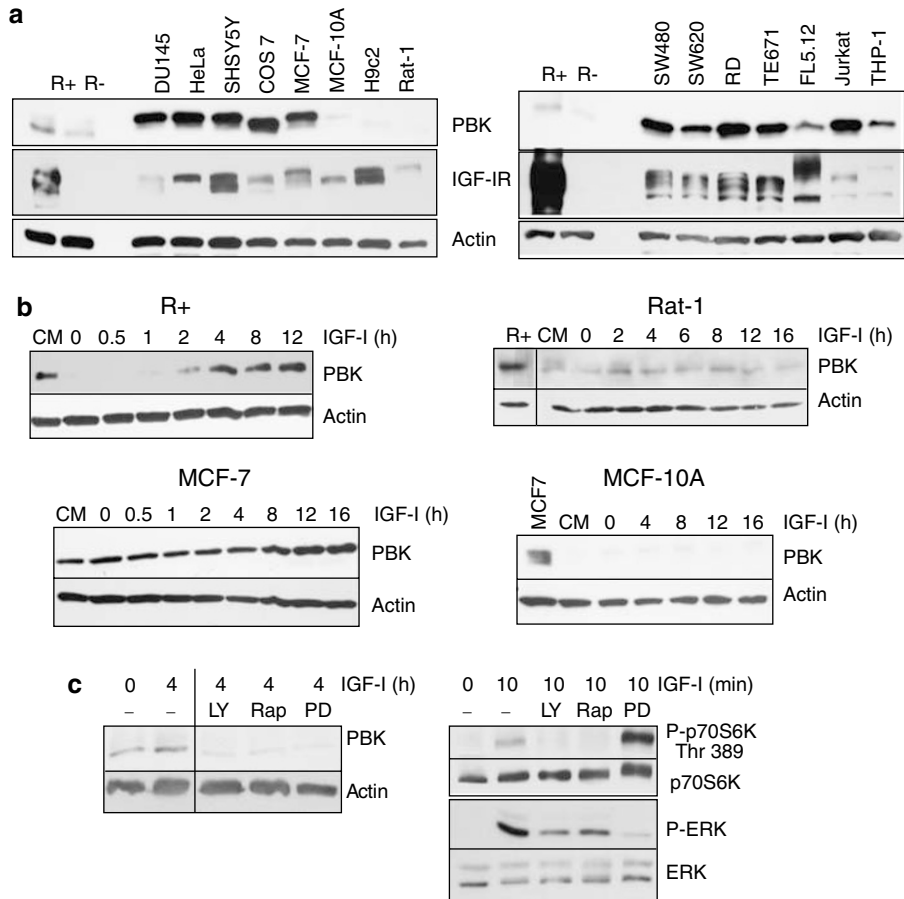 a
R+ R- DU145 HeLa SHSY5Y COS 7 MCF-7 MCF-10A H9c2 Rat-1
R+ R- SW480 SW620 RD TE671 FL5.12 Jurkat THP-1
PBK
IGF-IR
Actin
b
R+
CM 0 0.5 1 2 4 8 12 IGF-I (h)
PBK
Actin
Rat-1
R+ CM 0 2 4 6 8 12 16 IGF-I (h)
PBK
Actin
MCF-7
CM 0 0.5 1 2 4 8 12 16 IGF-I (h)
PBK
Actin
MCF-10A
MCF7 CM 0 4 8 12 16 IGF-I (h)
PBK
Actin
c
0 4 4 4 4 IGF-I (h)
– – LY Rap PD
PBK
Actin
0 10 10 10 10 IGF-I (min)
– – LY Rap PD
P-p70S6K
Thr 389
p70S6K
P-ERK
ERK